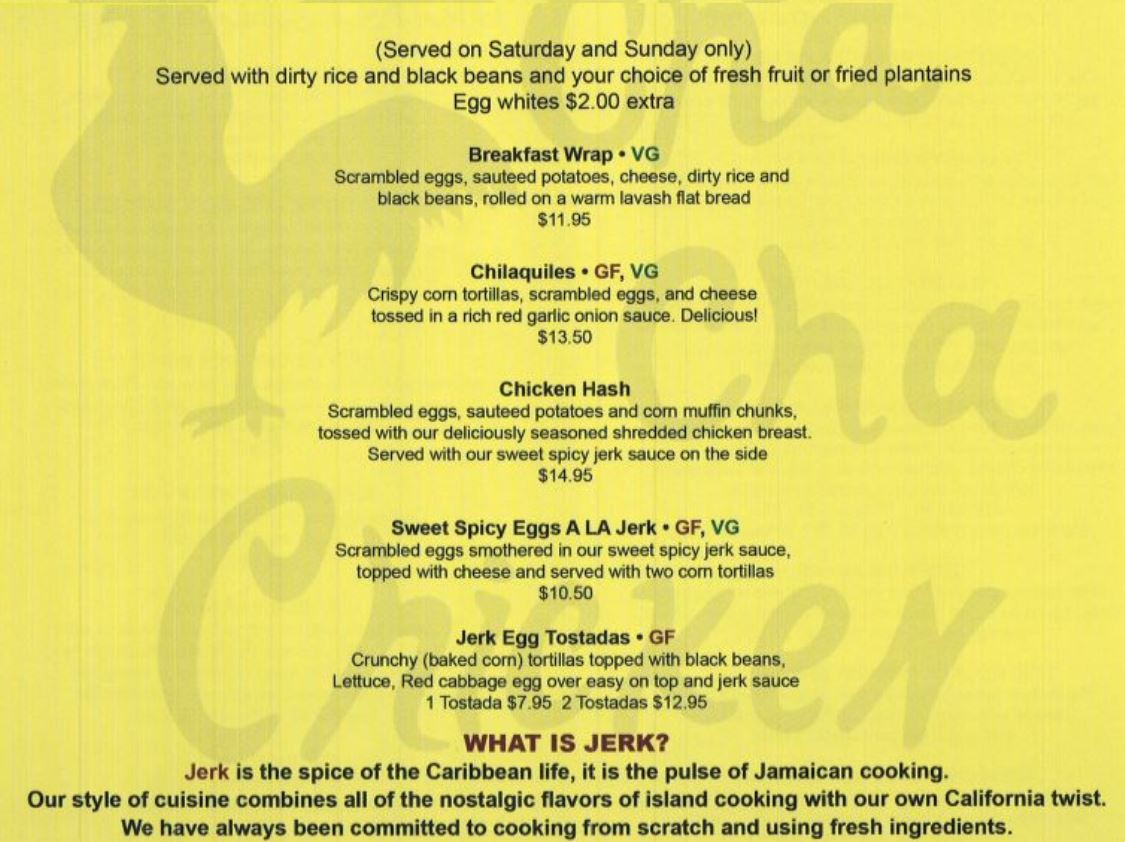 (Served on Saturday and Sunday only)
Served with dirty rice and black beans and your choice of fresh fruit or fried plantains
Egg whites $2.00 extra
Breakfast Wrap • VG
Scrambled eggs, sauteed potatoes, cheese, dirty rice and
black beans, rolled on a warm lavash flat bread
$11.95
Chilaquiles • GF, VG
Crispy corn tortillas, scrambled eggs, and cheese
tossed in a rich red garlic onion sauce. Delicious!
$13.50
Chicken Hash
Scrambled eggs, sauteed potatoes and corn muffin chunks,
tossed with our deliciously seasoned shredded chicken breast.
Served with our sweet spicy jerk sauce on the side
$14.95
Sweet Spicy Eggs A LA Jerk • GF, VG
Scrambled eggs smothered in our sweet spicy jerk sauce,
topped with cheese and served with two corn tortillas
$10.50
Jerk Egg Tostadas • GF
Crunchy (baked corn) tortillas topped with black beans,
Lettuce, Red cabbage egg over easy on top and jerk sauce
1 Tostada $7.95 2 Tostadas $12.95
WHAT IS JERK?
Jerk is the spice of the Caribbean life, it is the pulse of Jamaican cooking.
Our style of cuisine combines all of the nostalgic flavors of island cooking with our own California twist.
We have always been committed to cooking from scratch and using fresh ingredients.
Cha
Cha
Chicken